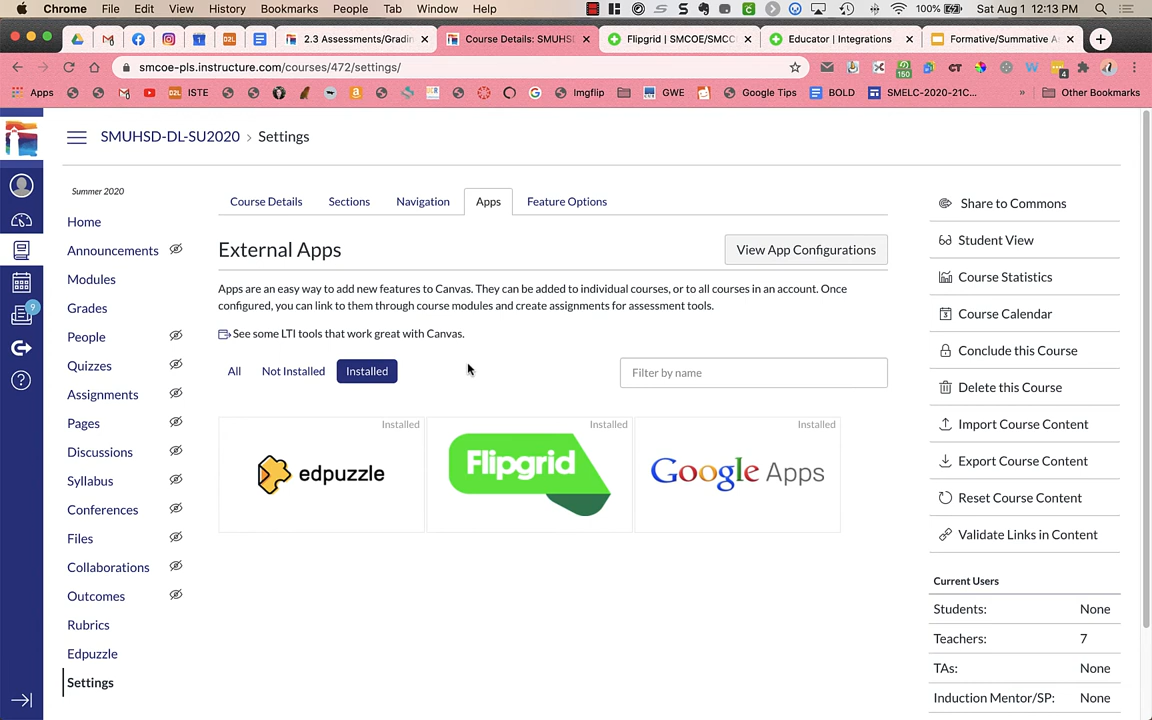 Chrome File Edit View History Bookmarks People Tab Window Help 100% Sat Aug 1 12:13 PM
2.3 Assessments/Gradin Course Details: SMUHS Flipgrid | SMCOE/SMCC Educator | Integrations Formative/Summative A
smcoe-pls.instructure.com/courses/472/settings/
150 CT W 4
Apps D2L ISTE Imgflip GWE Google Tips BOLD SMELC-2020-21C... » Other Bookmarks
SMUHSD-DL-SU2020 › Settings
Summer 2020
Home
Announcements
Modules
Grades
People
Quizzes
Assignments
Pages
Discussions
Syllabus
Conferences
Files
Collaborations
Outcomes
Rubrics
Edpuzzle
Settings
9
Course Details Sections Navigation Apps Feature Options
External Apps
View App Configurations
Apps are an easy way to add new features to Canvas. They can be added to individual courses, or to all courses in an account. Once
configured, you can link to them through course modules and create assignments for assessment tools.
See some LTI tools that work great with Canvas.
All Not Installed Installed
Filter by name
Installed Installed Installed
edpuzzle Flipgrid Google Apps
Share to Commons
Student View
Course Statistics
Course Calendar
Conclude this Course
Delete this Course
Import Course Content
Export Course Content
Reset Course Content
Validate Links in Content
Current Users
Students: None
Teachers: 7
TAs: None
Induction Mentor/SP: None